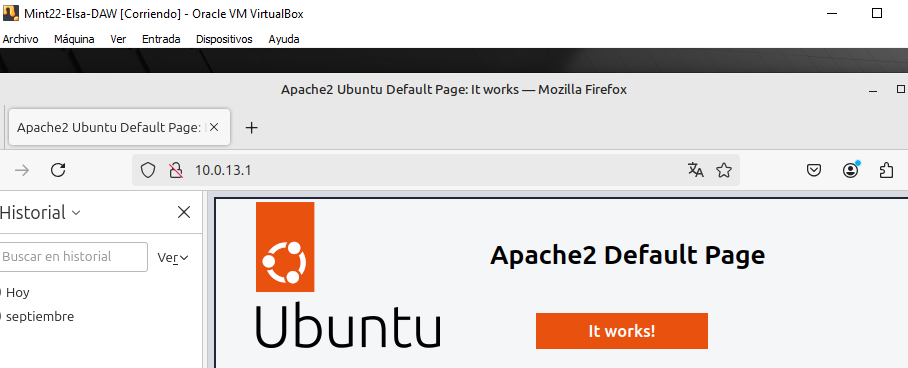 Mint22-Elsa-DAW [Corriendo] - Oracle VM VirtualBox
Archivo Máquina Ver Entrada Dispositivos Ayuda
Apache2 Ubuntu Default Page: It works — Mozilla Firefox
Apache2 Ubuntu Default Page:
10.0.13.1
Historial
Buscar en historial Ver
Hoy
septiembre
Apache2 Default Page
Ubuntu
It works!